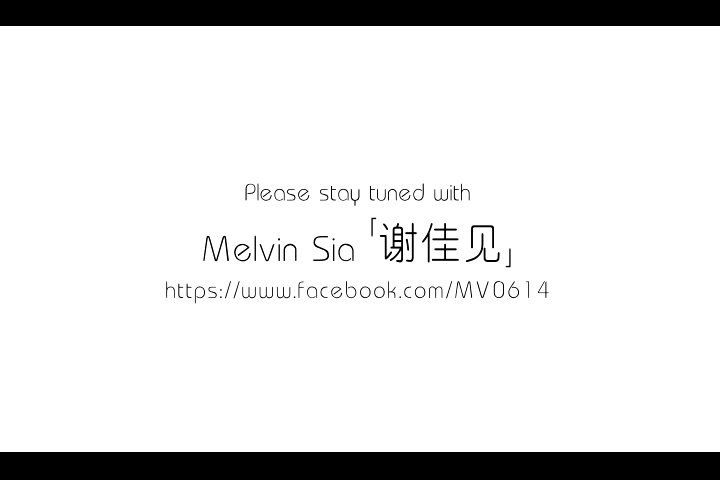 Please stay tuned with
Melvin Sia「谢佳见」
https://www.facebook.com/MV0614